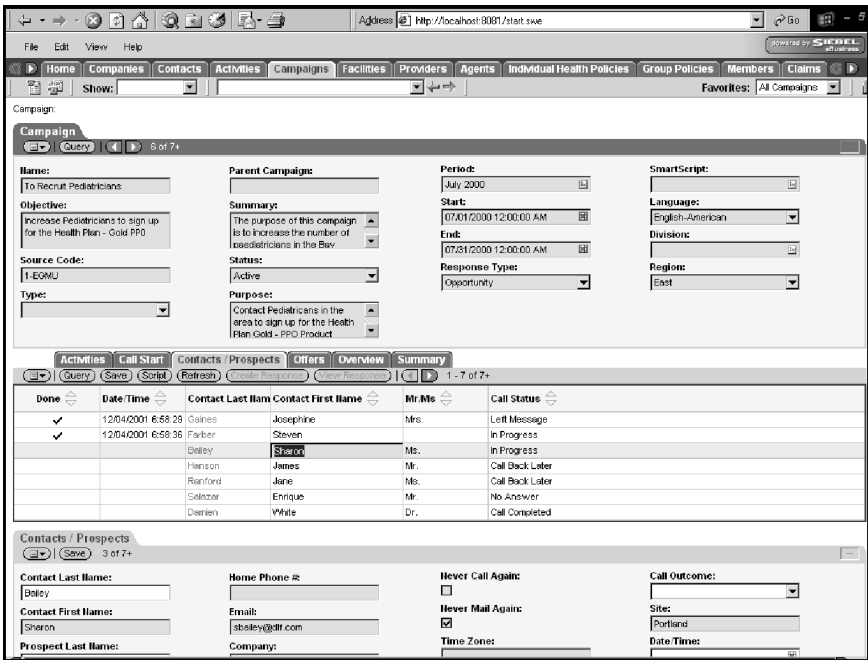 Address http://localhost:8081/start.swe Go
File Edit View Help powered by SIEBEL eBusiness
Home Companies Contacts Activities Campaigns Facilities Providers Agents Individual Health Policies Group Policies Members Claims
Show: Favorites: All Campaigns
Campaign:
Campaign
Query 6 of 7+
Name: Parent Campaign: Period: SmartScript:
To Recruit Pediatricians July 2000
Objective: Summary: Start: Language:
Increase Pediatricians to sign up for the Health Plan - Gold PPO
The purpose of this campaign is to increase the number of paediatricians in the Bay
07/01/2000 12:00:00 AM English-American
End: Division:
07/31/2000 12:00:00 AM
Source Code: Status: Response Type: Region:
1-EGMU Active Opportunity East
Type: Purpose:
Contact Pediatricans in the
area to sign up for the Health
Plan Gold - PPO Product
Activities Call Start Contacts / Prospects Offers Overview Summary
Query Save Script Refresh Create Response View Response 1 - 7 of 7+
Done Date/Time Contact Last Nam Contact First Name Mr/Ms Call Status
12/04/2001 6:58:29 Gaines Josephine Mrs. Left Message
12/04/2001 6:58:36 Farber Steven In Progress
Bailey Sharon Ms. In Progress
Hanson James Mr. Call Back Later
Ranford Jane Ms. Call Back Later
Salazar Enrique Mr. No Answer
Damien White Dr. Call Completed
Contacts / Prospects
Save 3 of 7+
Contact Last Name: Home Phone #: Never Call Again: Call Outcome:
Bailey
Contact First Name: Email: Never Mail Again: Site:
Sharon sbailey@dlf.com Portland
Prospect Last Name: Company: Time Zone: Date/Time: